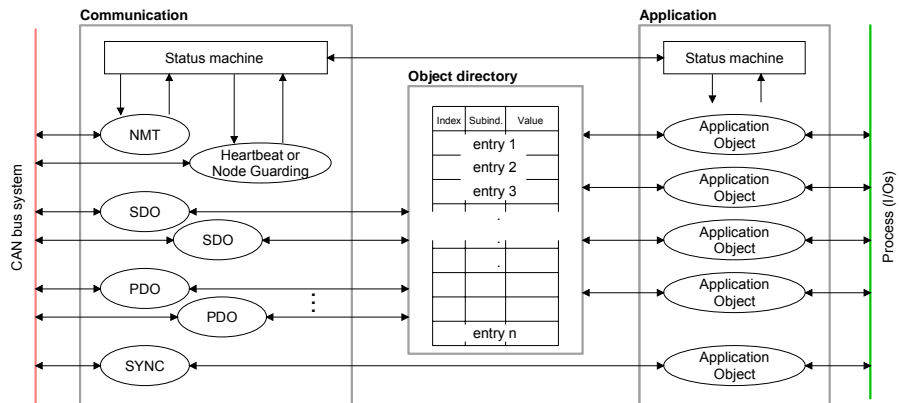 Communication
Application
Status machine
Status machine
Object directory
Index Subind. Value
NMT
entry 1
Application
Object
Heartbeat or
Node Guarding
entry 2
entry 3
Application
Object
SDO
.
SDO
.
Application
Object
.
PDO
⋮
Application
Object
PDO
entry n
SYNC
Application
Object
CAN bus system
Process (I/Os)